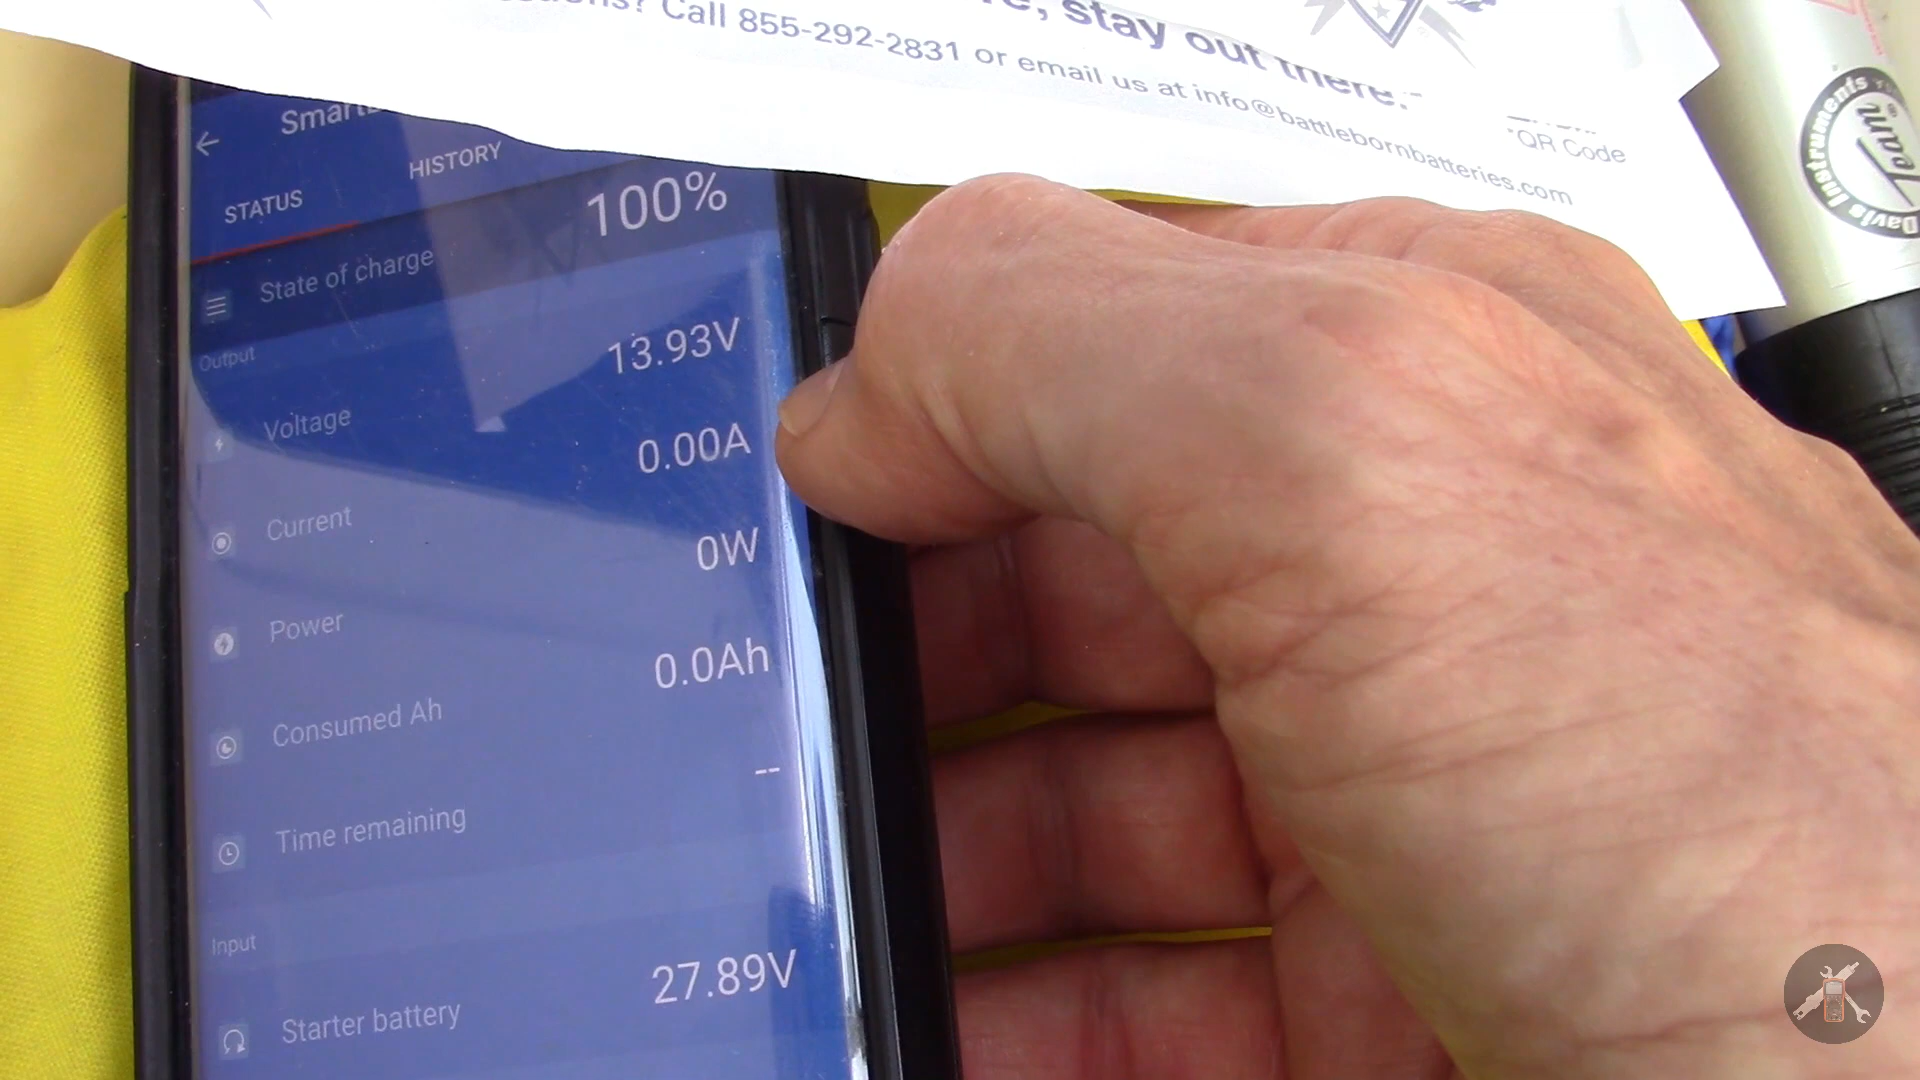 stay out there.
Call 855-292-2831 or email us at info@battlebornbatteries.com
*QR Code
Davis Instruments
SmartL
STATUS
HISTORY
State of charge
100%
Output
Voltage
13.93V
Current
0.00A
Power
0W
Consumed Ah
0.0Ah
Time remaining
--
Input
Starter battery
27.89V